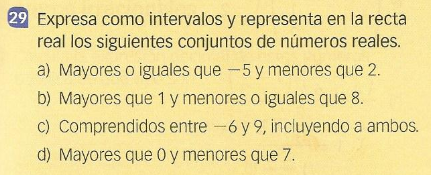 29 Expresa como intervalos y representa en la recta
real los siguientes conjuntos de números reales.
a) Mayores o iguales que −5 y menores que 2.
b) Mayores que 1 y menores o iguales que 8.
c) Comprendidos entre −6 y 9, incluyendo a ambos.
d) Mayores que 0 y menores que 7.